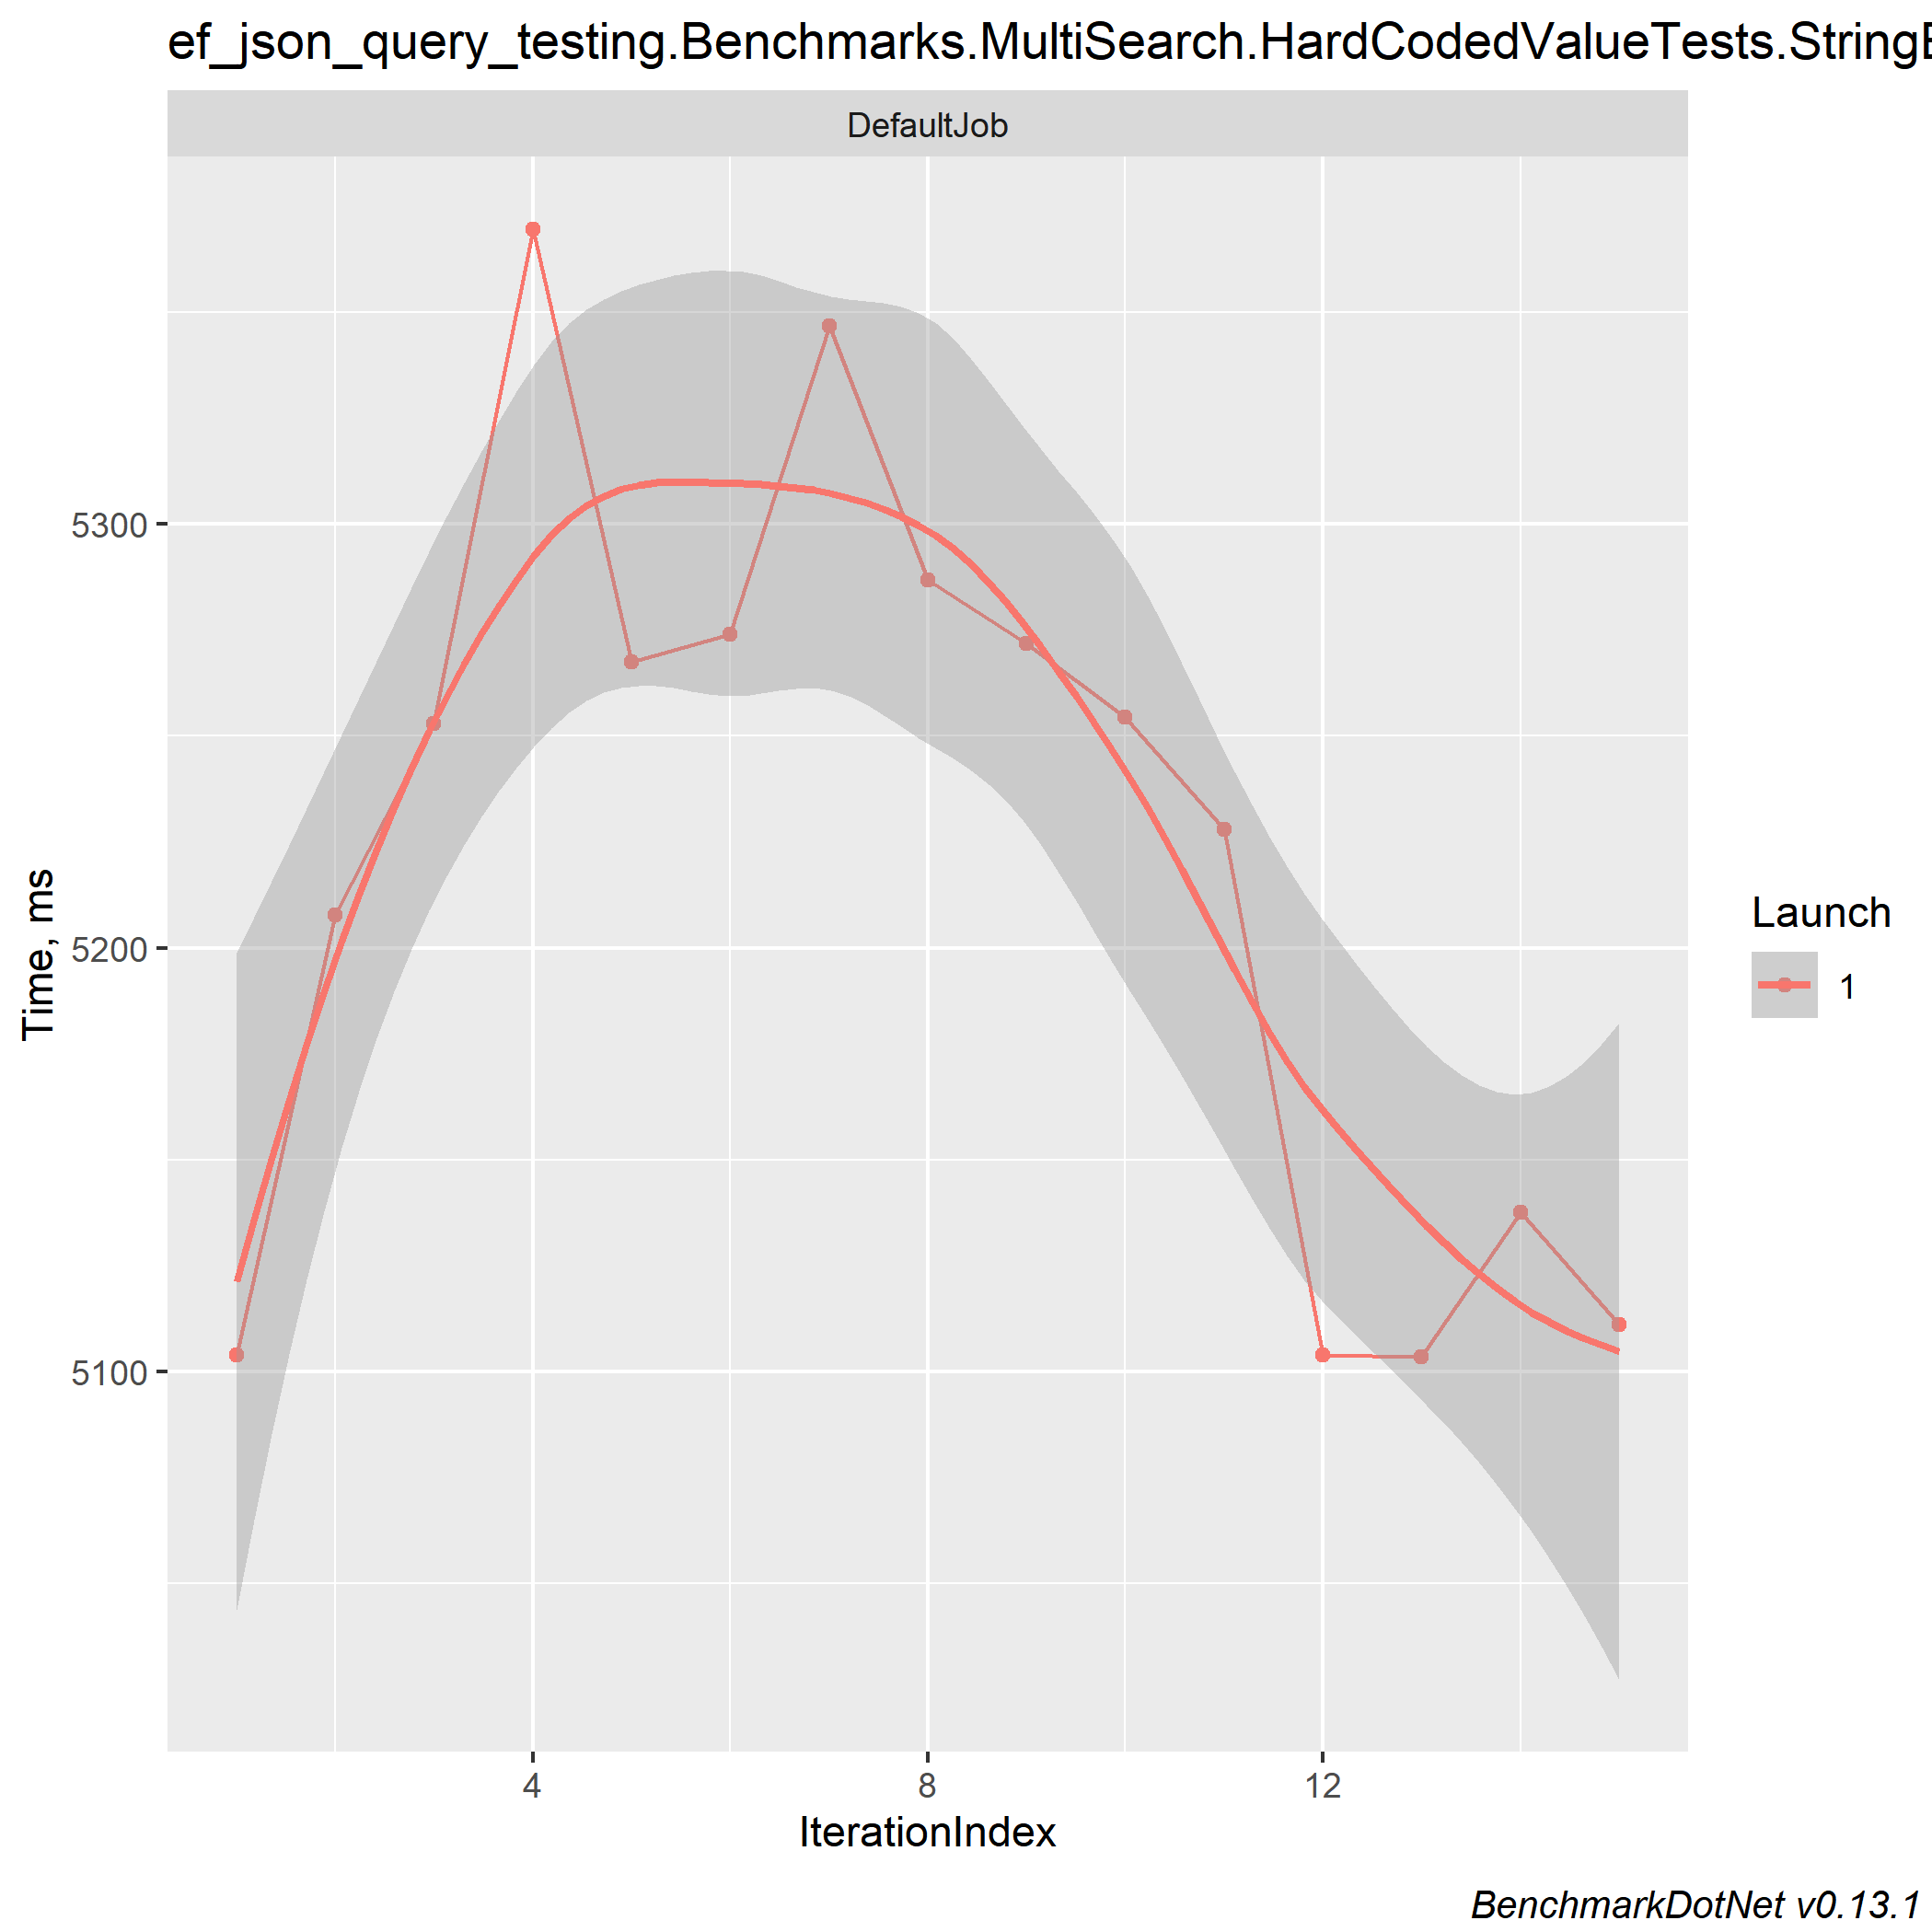 ef_json_query_testing.Benchmarks.MultiSearch.HardCodedValueTests.String
DefaultJob
5300
5200
5100
Time, ms
4 8 12
IterationIndex
Launch
1
BenchmarkDotNet v0.13.1